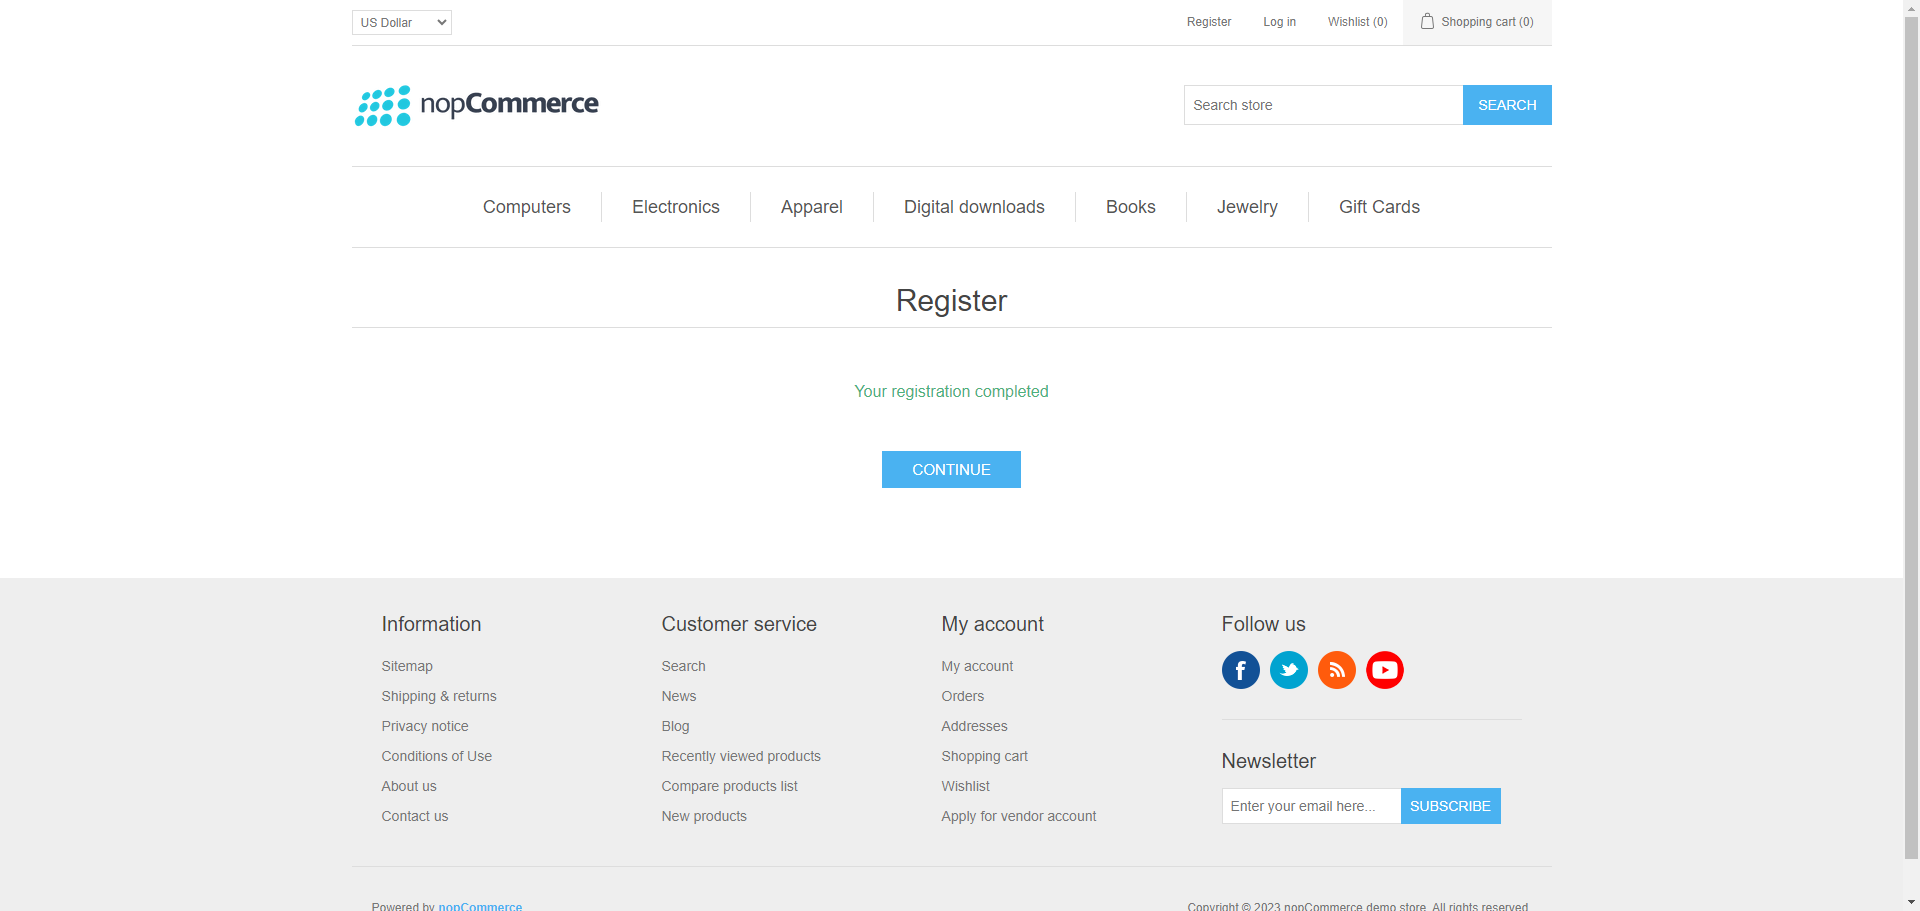 US Dollar
Register
Log in
Wishlist (0)
Shopping cart (0)
nopCommerce
Search store
SEARCH
Computers
Electronics
Apparel
Digital downloads
Books
Jewelry
Gift Cards
Register
Your registration completed
CONTINUE
Information
Sitemap
Shipping & returns
Privacy notice
Conditions of Use
About us
Contact us
Customer service
Search
News
Blog
Recently viewed products
Compare products list
New products
My account
My account
Orders
Addresses
Shopping cart
Wishlist
Apply for vendor account
Follow us
Newsletter
Enter your email here...
SUBSCRIBE
Powered by nopCommerce
Copyright © 2023 nopCommerce demo store. All rights reserved.